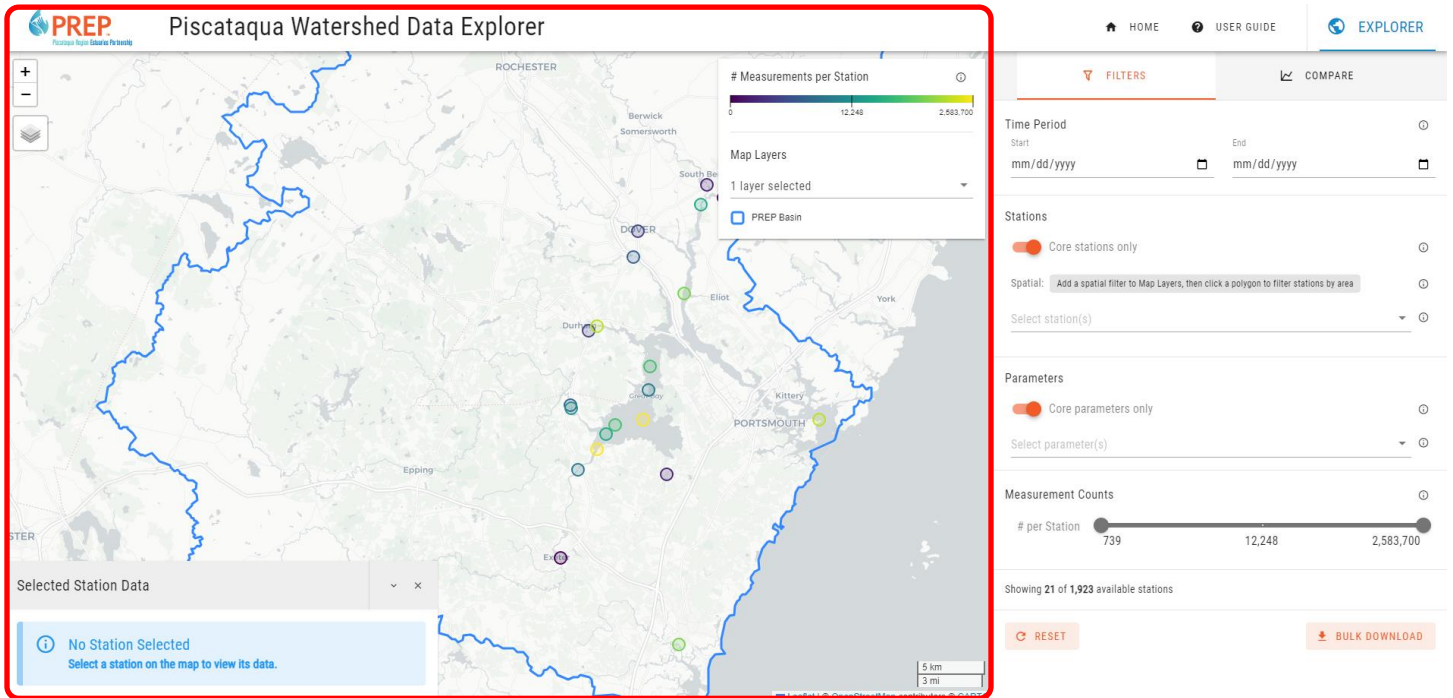 PREP
Piscataqua Region Estuaries Partnership
Piscataqua Watershed Data Explorer
HOME
USER GUIDE
EXPLORER
+
−
ROCHESTER
Berwick
Somersworth
South Be
DOVER
Eliot
York
Durham
Great Bay
Kittery
PORTSMOUTH
Epping
STER
Exeter
# Measurements per Station
0
12,248
2,583,700
Map Layers
1 layer selected
PREP Basin
Selected Station Data
No Station Selected
Select a station on the map to view its data.
5 km
3 mi
FILTERS
COMPARE
Time Period
Start
End
mm/dd/yyyy
mm/dd/yyyy
Stations
Core stations only
Spatial: Add a spatial filter to Map Layers, then click a polygon to filter stations by area
Select station(s)
Parameters
Core parameters only
Select parameter(s)
Measurement Counts
# per Station
739
12,248
2,583,700
Showing 21 of 1,923 available stations
RESET
BULK DOWNLOAD